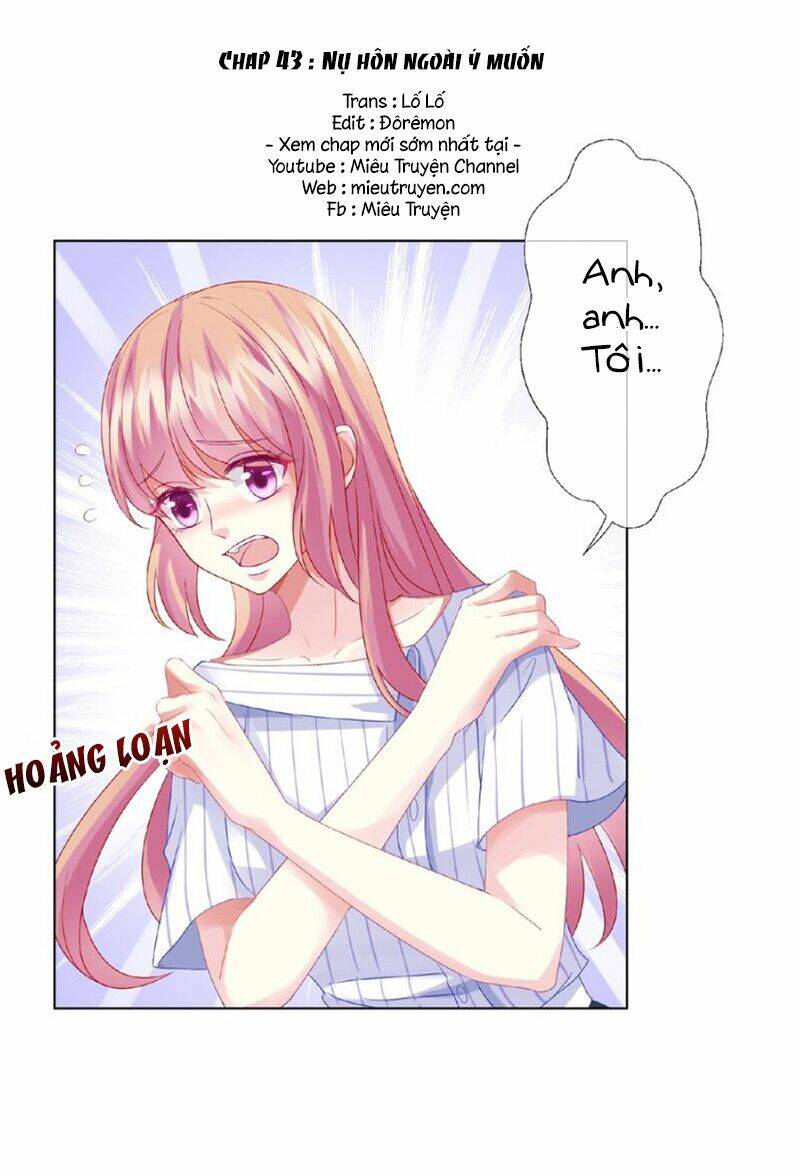 Chap 43 : Nụ hôn ngoài ý muốn
Trans : Lố Lố
Edit : Đôrêmon
- Xem chap mới sớm nhất tại -
Youtube : Miêu Truyện Channel
Web : mieutruyen.com
Fb : Miêu Truyện
Anh,
anh...
Tôi...
HOẢNG LOẠN